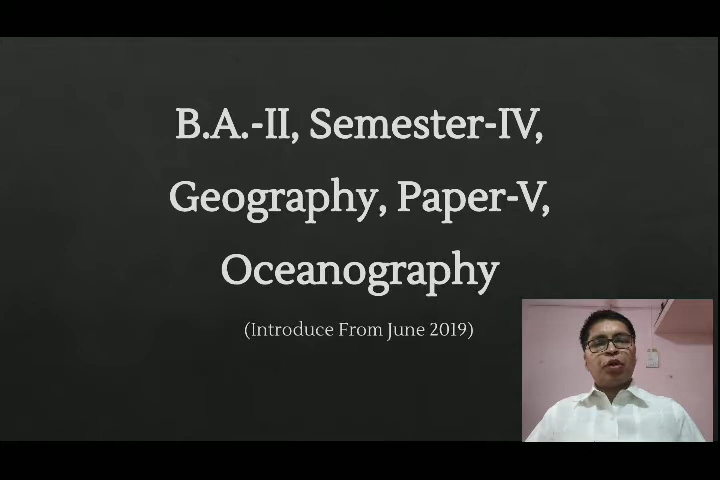 B.A.-II, Semester-IV,
Geography, Paper-V,
Oceanography
(Introduce From June 2019)